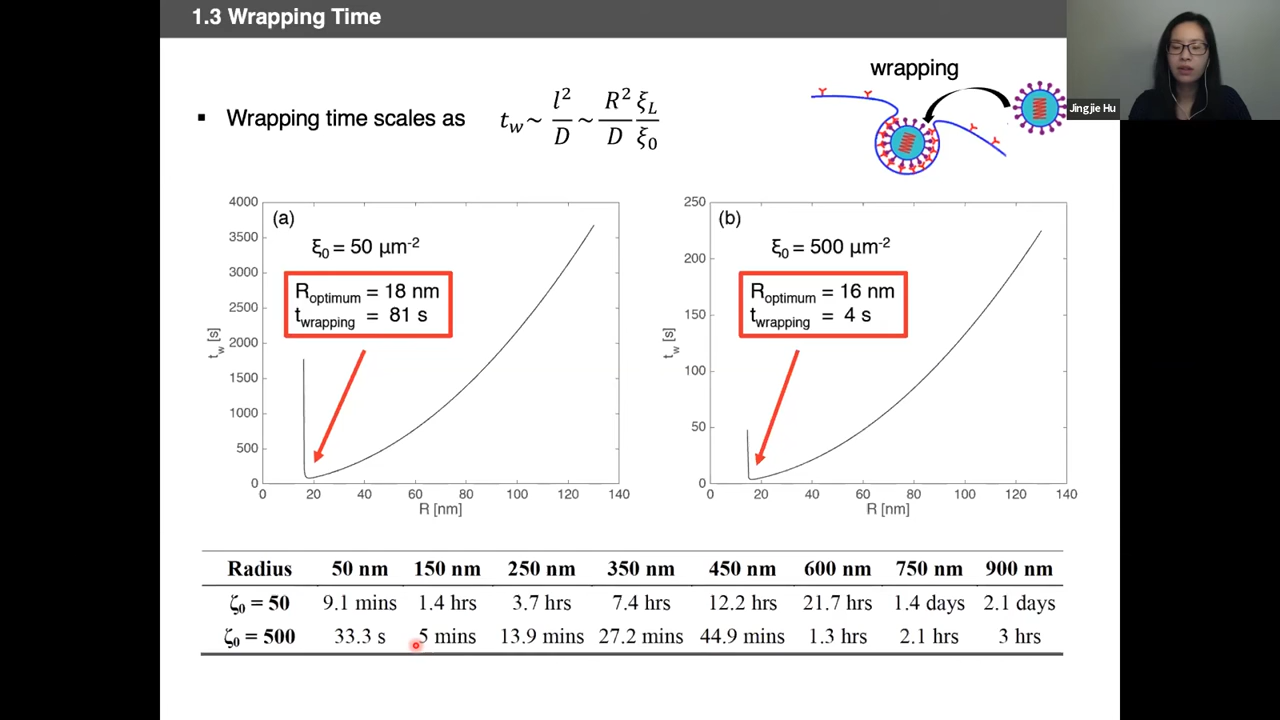 1.3 Wrapping Time
wrapping
Jingjie Hu
▪ Wrapping time scales as t_w ~ l²/D ~ R²/D ξ_L/ξ_0
(a)
ξ0 = 50 μm-2
Roptimum = 18 nm
twrapping = 81 s
tw [s]
4000
3500
3000
2500
2000
1500
1000
500
0
0 20 40 60 80 100 120 140
R [nm]
(b)
ξ0 = 500 μm-2
Roptimum = 16 nm
twrapping = 4 s
tw [s]
250
200
150
100
50
0
0 20 40 60 80 100 120 140
R [nm]
Radius 50 nm 150 nm 250 nm 350 nm 450 nm 600 nm 750 nm 900 nm
ζ0 = 50 9.1 mins 1.4 hrs 3.7 hrs 7.4 hrs 12.2 hrs 21.7 hrs 1.4 days 2.1 days
ζ0 = 500 33.3 s 5 mins 13.9 mins 27.2 mins 44.9 mins 1.3 hrs 2.1 hrs 3 hrs